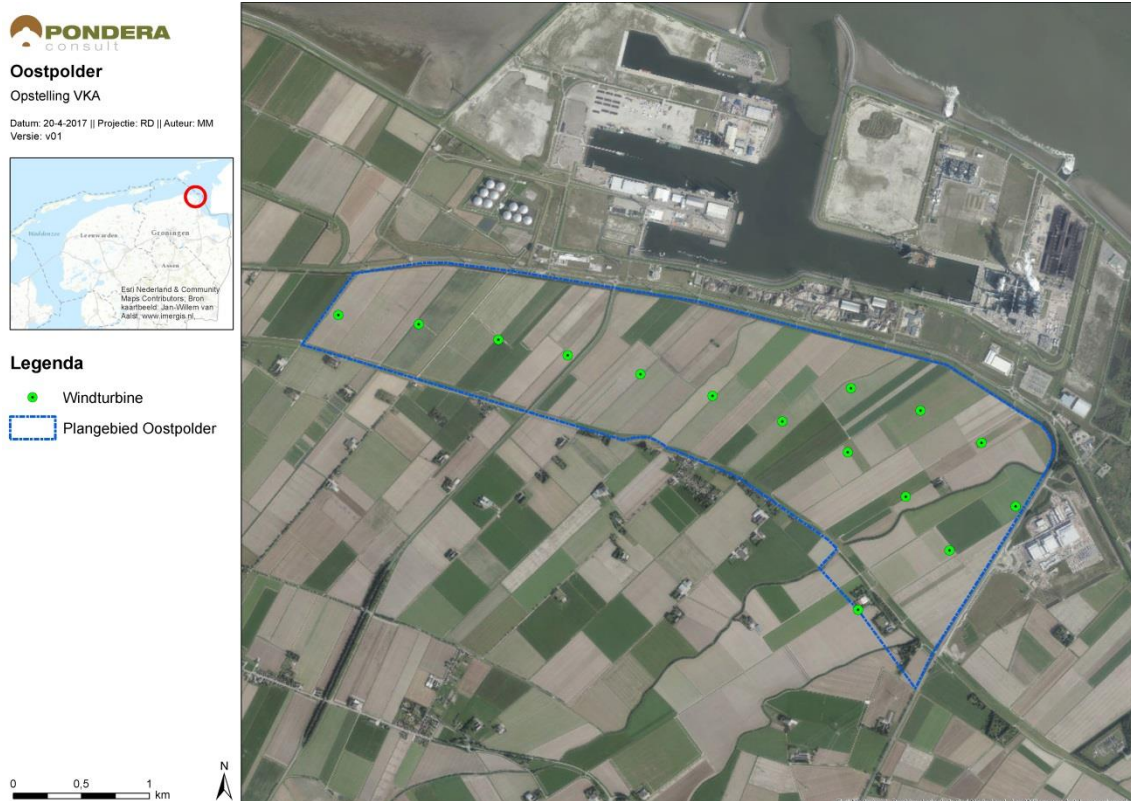 PONDERA
consult
Oostpolder
Opstelling VKA
Datum: 20-4-2017 || Projectie: RD || Auteur: MM
Versie: v01
Leeuwarden
Groningen
Assen
Esri Nederland & Community
Maps Contributors; Bron
kaartbeeld: Jan-Willem van
Aalst, www.imergis.nl,
Legenda
Windturbine
Plangebied Oostpolder
0 0,5 1
km
N